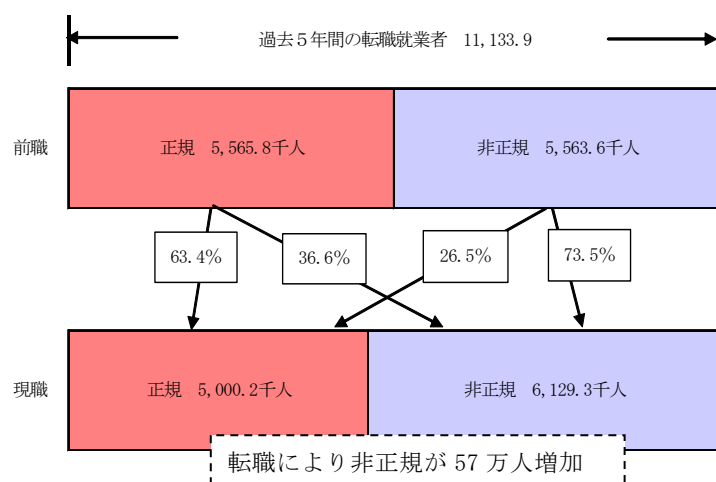 過去５年間の転職就業者　11,133.9
前職
正規　5,565.8千人
非正規　5,563.6千人
63.4%
36.6%
26.5%
73.5%
現職
正規　5,000.2千人
非正規　6,129.3千人
転職により非正規が 57 万人増加